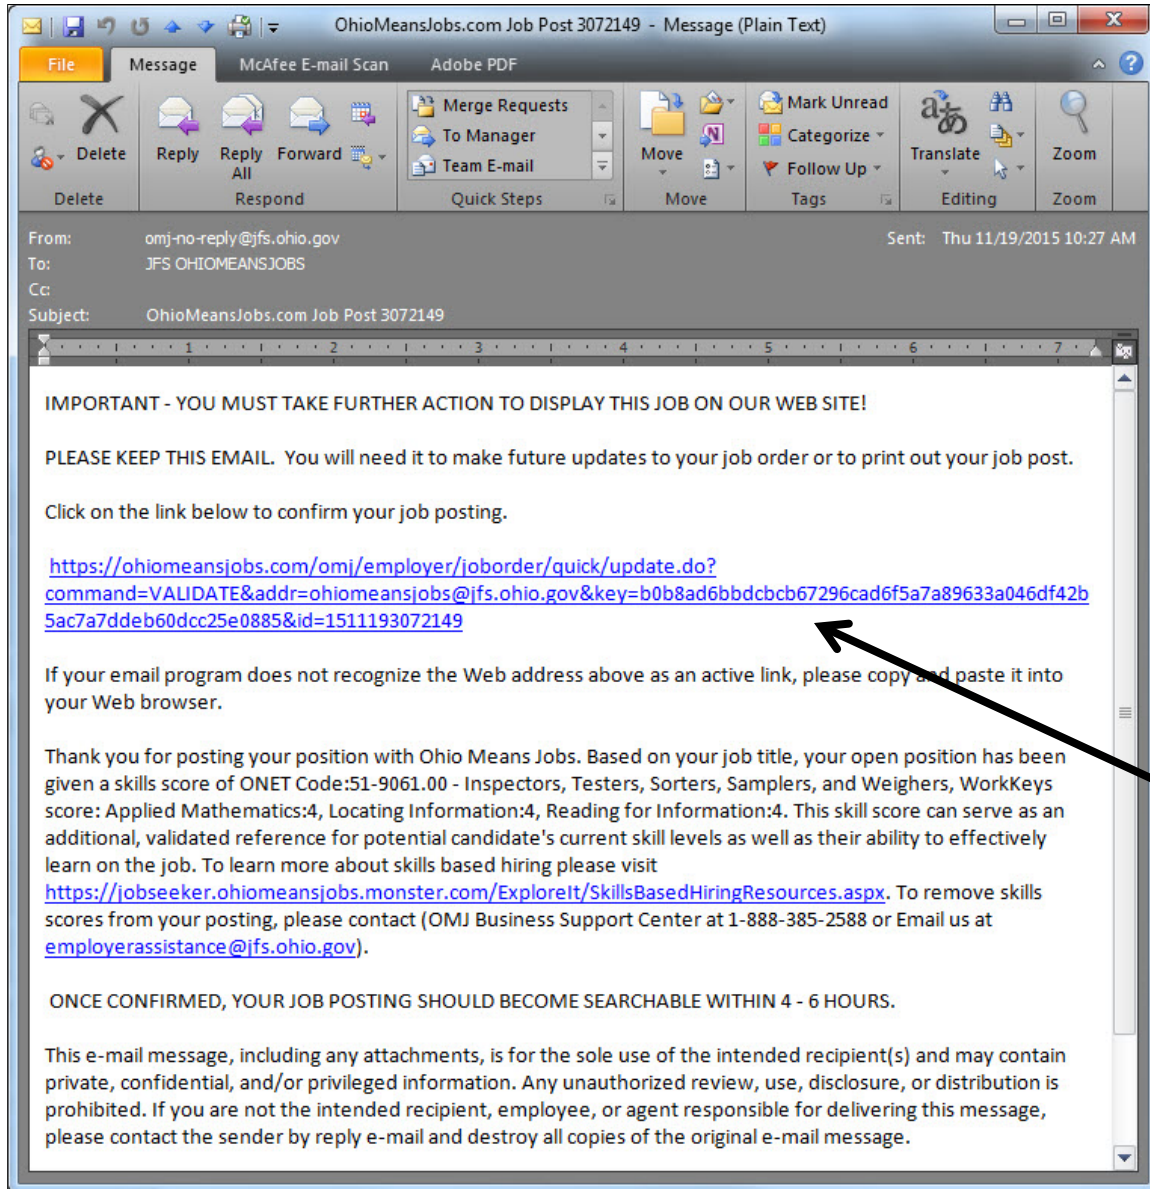 OhioMeansJobs.com Job Post 3072149 - Message (Plain Text)
File Message McAfee E-mail Scan Adobe PDF
Delete
Delete
Reply Reply All Forward
Respond
Merge Requests
To Manager
Team E-mail
Quick Steps
Move
Move
Mark Unread
Categorize
Follow Up
Tags
Translate
Editing
Zoom
Zoom
From: omj-no-reply@jfs.ohio.gov Sent: Thu 11/19/2015 10:27 AM
To: JFS OHIOMEANSJOBS
Cc:
Subject: OhioMeansJobs.com Job Post 3072149
1 2 3 4 5 6 7
IMPORTANT - YOU MUST TAKE FURTHER ACTION TO DISPLAY THIS JOB ON OUR WEB SITE!
PLEASE KEEP THIS EMAIL. You will need it to make future updates to your job order or to print out your job post.
Click on the link below to confirm your job posting.
https://ohiomeansjobs.com/omj/employer/joborder/quick/update.do?
command=VALIDATE&addr=ohiomeansjobs@jfs.ohio.gov&key=b0b8ad6bbdcbcb67296cad6f5a7a89633a046df42b
5ac7a7ddeb60dcc25e0885&id=1511193072149
If your email program does not recognize the Web address above as an active link, please copy and paste it into
your Web browser.
Thank you for posting your position with Ohio Means Jobs. Based on your job title, your open position has been
given a skills score of ONET Code:51-9061.00 - Inspectors, Testers, Sorters, Samplers, and Weighers, WorkKeys
score: Applied Mathematics:4, Locating Information:4, Reading for Information:4. This skill score can serve as an
additional, validated reference for potential candidate's current skill levels as well as their ability to effectively
learn on the job. To learn more about skills based hiring please visit
https://jobseeker.ohiomeansjobs.monster.com/ExploreIt/SkillsBasedHiringResources.aspx. To remove skills
scores from your posting, please contact (OMJ Business Support Center at 1-888-385-2588 or Email us at
employerassistance@jfs.ohio.gov).
ONCE CONFIRMED, YOUR JOB POSTING SHOULD BECOME SEARCHABLE WITHIN 4 - 6 HOURS.
This e-mail message, including any attachments, is for the sole use of the intended recipient(s) and may contain
private, confidential, and/or privileged information. Any unauthorized review, use, disclosure, or distribution is
prohibited. If you are not the intended recipient, employee, or agent responsible for delivering this message,
please contact the sender by reply e-mail and destroy all copies of the original e-mail message.